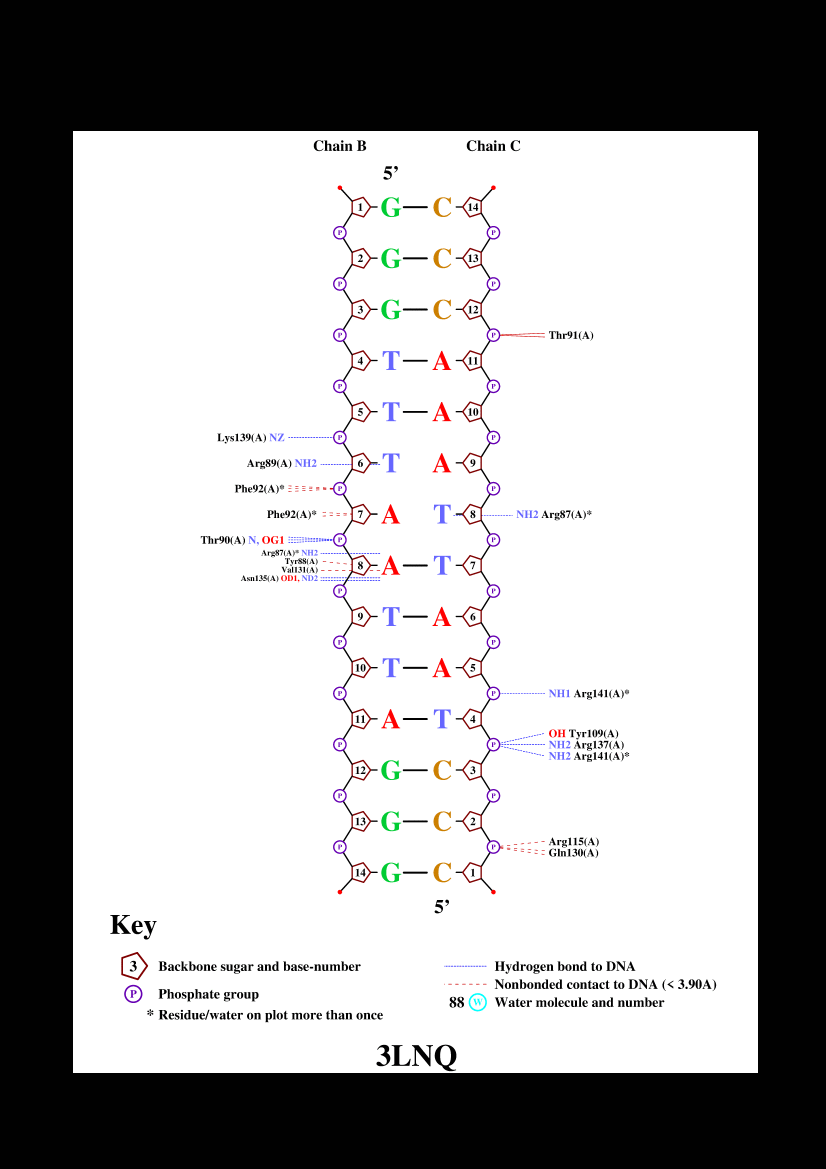 Chain B Chain C
5’
1 G C 14
P P
2 G C 13
P P
3 G C 12
P P Thr91(A)
4 T A 11
P P
5 T A 10
Lys139(A) NZ P P
Arg89(A) NH2 6 T A 9
Phe92(A)* P P
Phe92(A)* 7 A T 8 NH2 Arg87(A)*
Thr90(A) N, OG1 P P
Arg87(A)* NH2
Tyr88(A)
8 A T 7
Val131(A)
Asn135(A) OD1, ND2
P P
9 T A 6
P P
10 T A 5
P P NH1 Arg141(A)*
11 A T 4
OH Tyr109(A)
P P NH2 Arg137(A)
NH2 Arg141(A)*
12 G C 3
P P
13 G C 2
Arg115(A)
P P
Gln130(A)
14 G C 1
5’
Key
3 Backbone sugar and base-number
P Phosphate group
* Residue/water on plot more than once
Hydrogen bond to DNA
Nonbonded contact to DNA (< 3.90A)
88 W Water molecule and number
3LNQ